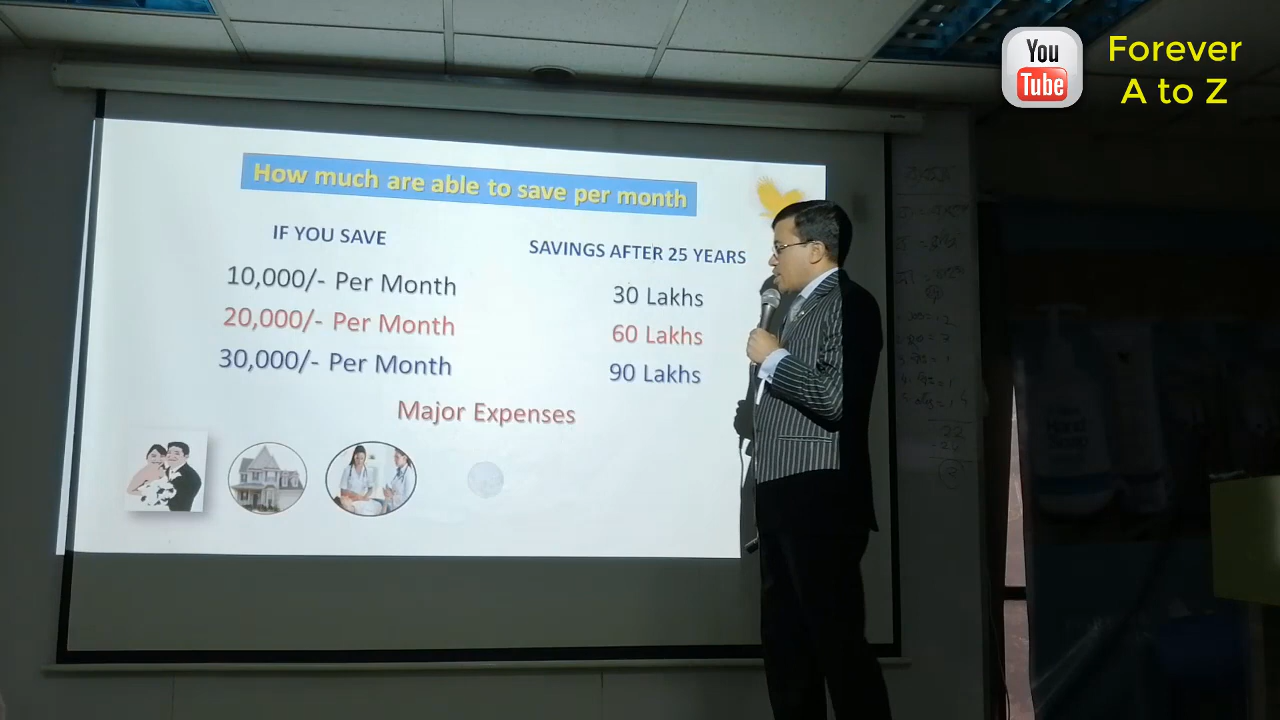 You
Tube
Forever
A to Z
How much are able to save per month
IF YOU SAVE
SAVINGS AFTER 25 YEARS
10,000/- Per Month
30 Lakhs
20,000/- Per Month
60 Lakhs
30,000/- Per Month
90 Lakhs
Major Expenses